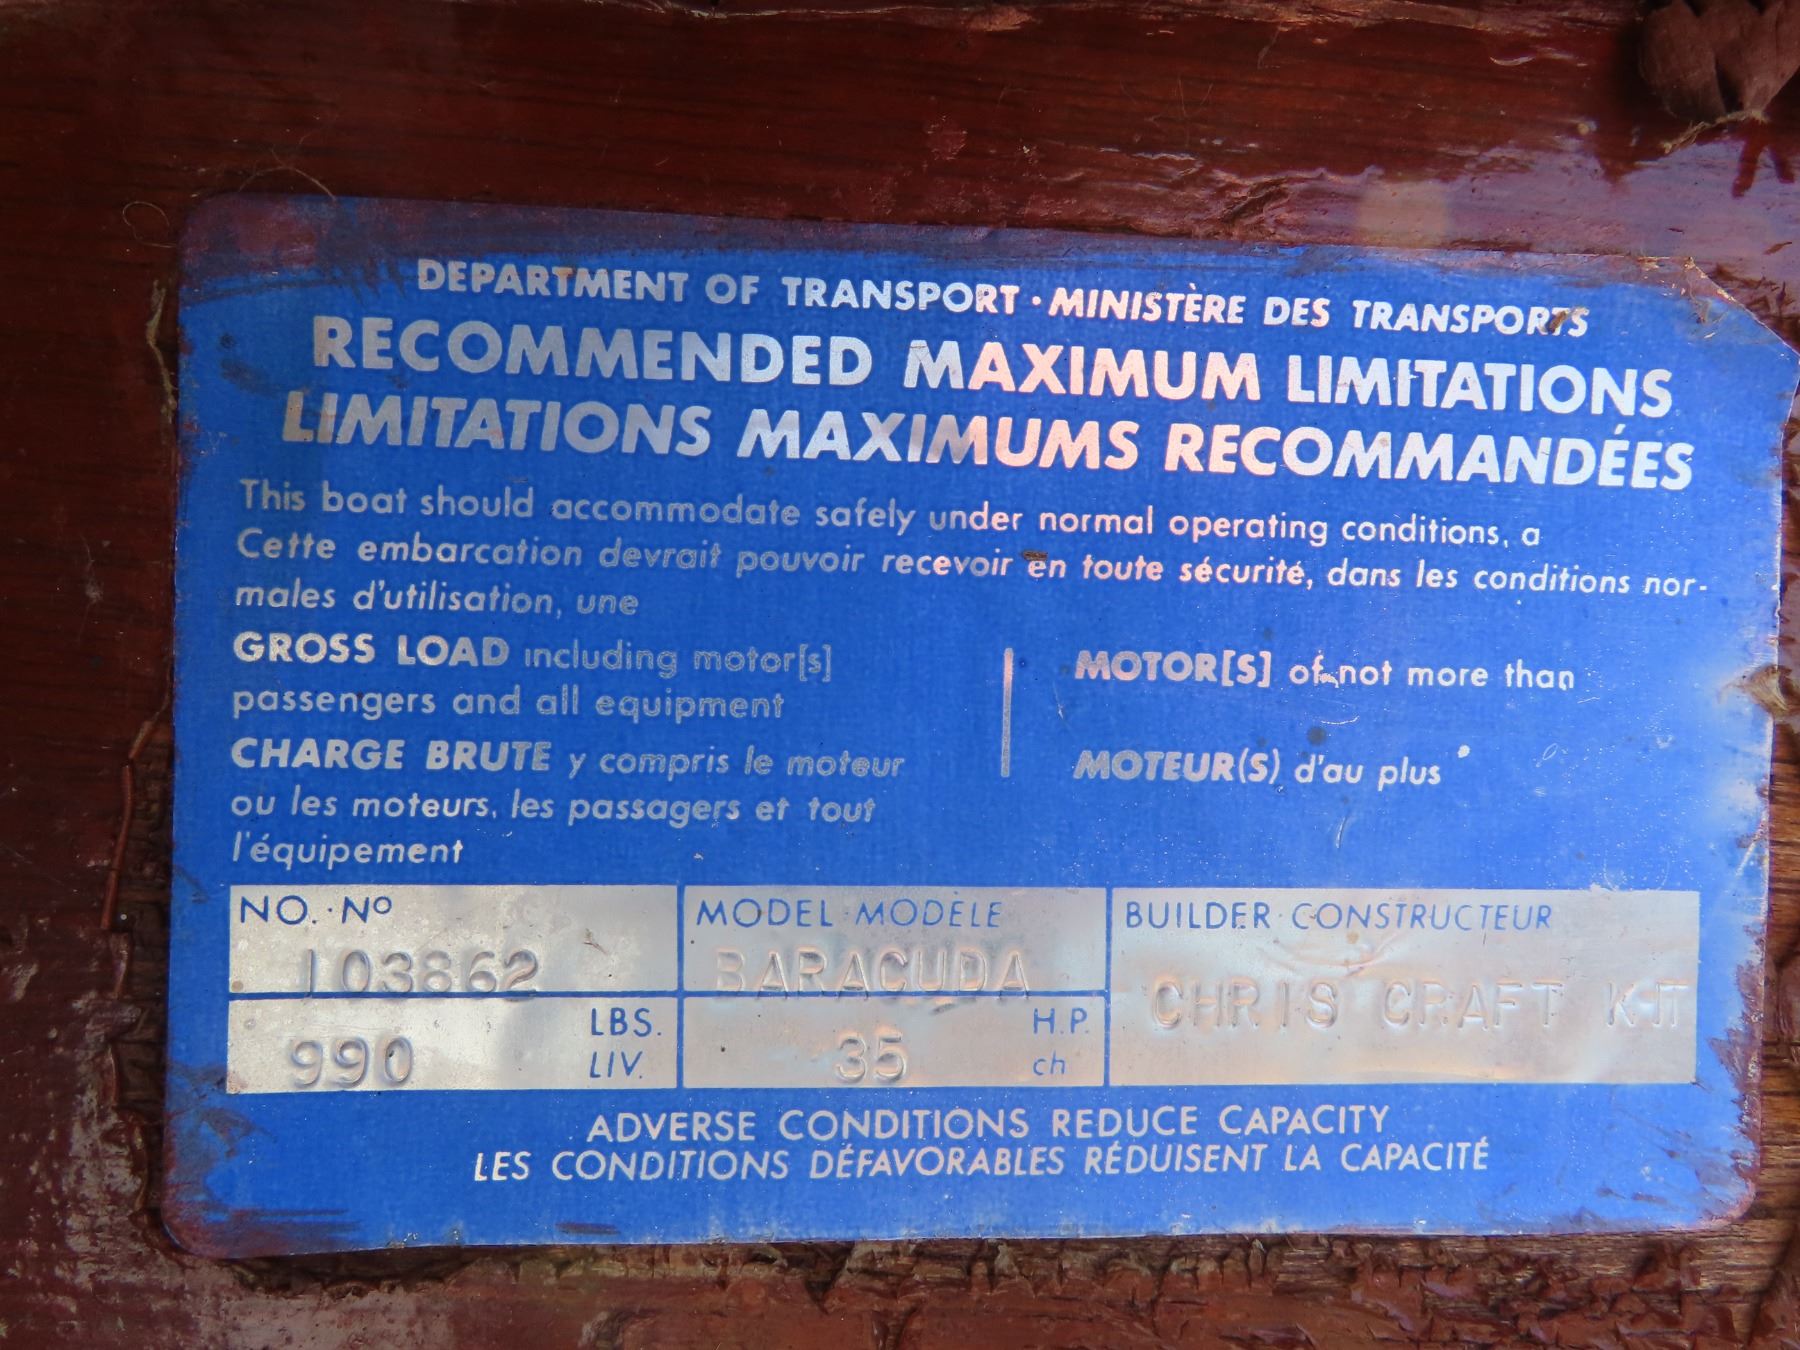 DEPARTMENT OF TRANSPORT · MINISTÈRE DES TRANSPORTS
RECOMMENDED MAXIMUM LIMITATIONS
LIMITATIONS MAXIMUMS RECOMMANDÉES
This boat should accommodate safely under normal operating conditions, a
Cette embarcation devrait pouvoir recevoir en toute sécurité, dans les conditions nor-
males d'utilisation, une
GROSS LOAD including motor[s]
passengers and all equipment
CHARGE BRUTE y compris le moteur
ou les moteurs, les passagers et tout
l'équipement
MOTOR[S] of not more than
MOTEUR(S) d'au plus
NO. · Nº
103862
MODEL · MODÈLE
BARACUDA
BUILDER · CONSTRUCTEUR
CHRIS CRAFT KIT
990 LBS.
LIV.
35 H.P.
ch
ADVERSE CONDITIONS REDUCE CAPACITY
LES CONDITIONS DÉFAVORABLES RÉDUISENT LA CAPACITÉ